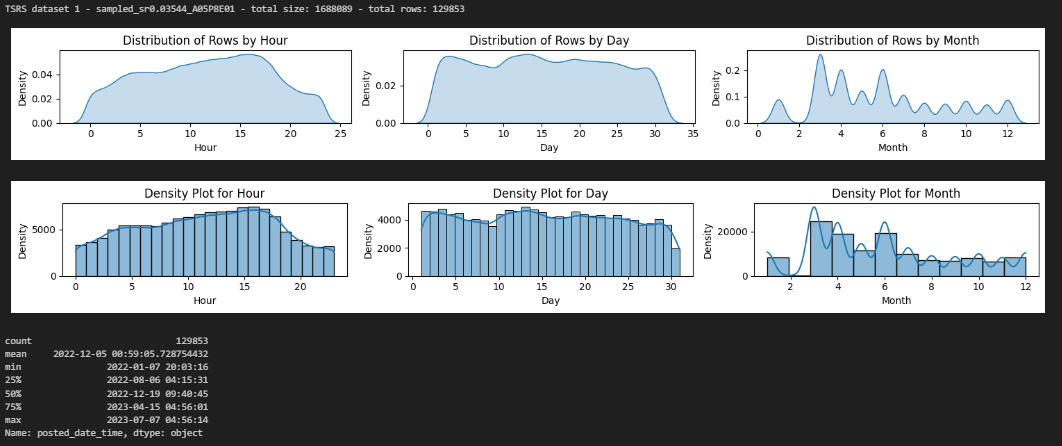 TSRS dataset 1 - sampled_sr0.03544_A05P8E01 - total size: 1688089 - total rows: 129853
Distribution of Rows by Hour
Distribution of Rows by Day
Distribution of Rows by Month
Density
0.04
0.02
0.00
0 5 10 15 20 25
Hour
Density
0.02
0.00
0 5 10 15 20 25 30 35
Day
Density
0.2
0.1
0.0
0 2 4 6 8 10 12
Month
Density Plot for Hour
Density Plot for Day
Density Plot for Month
Density
5000
0
0 5 10 15 20
Hour
Density
4000
2000
0
0 5 10 15 20 25 30
Day
Density
20000
0
2 4 6 8 10 12
Month
count 129853
mean 2022-12-05 00:59:05.728754432
min 2022-01-07 20:03:16
25% 2022-08-06 04:15:31
50% 2022-12-19 09:40:45
75% 2023-04-15 04:56:01
max 2023-07-07 04:56:14
Name: posted_date_time, dtype: object